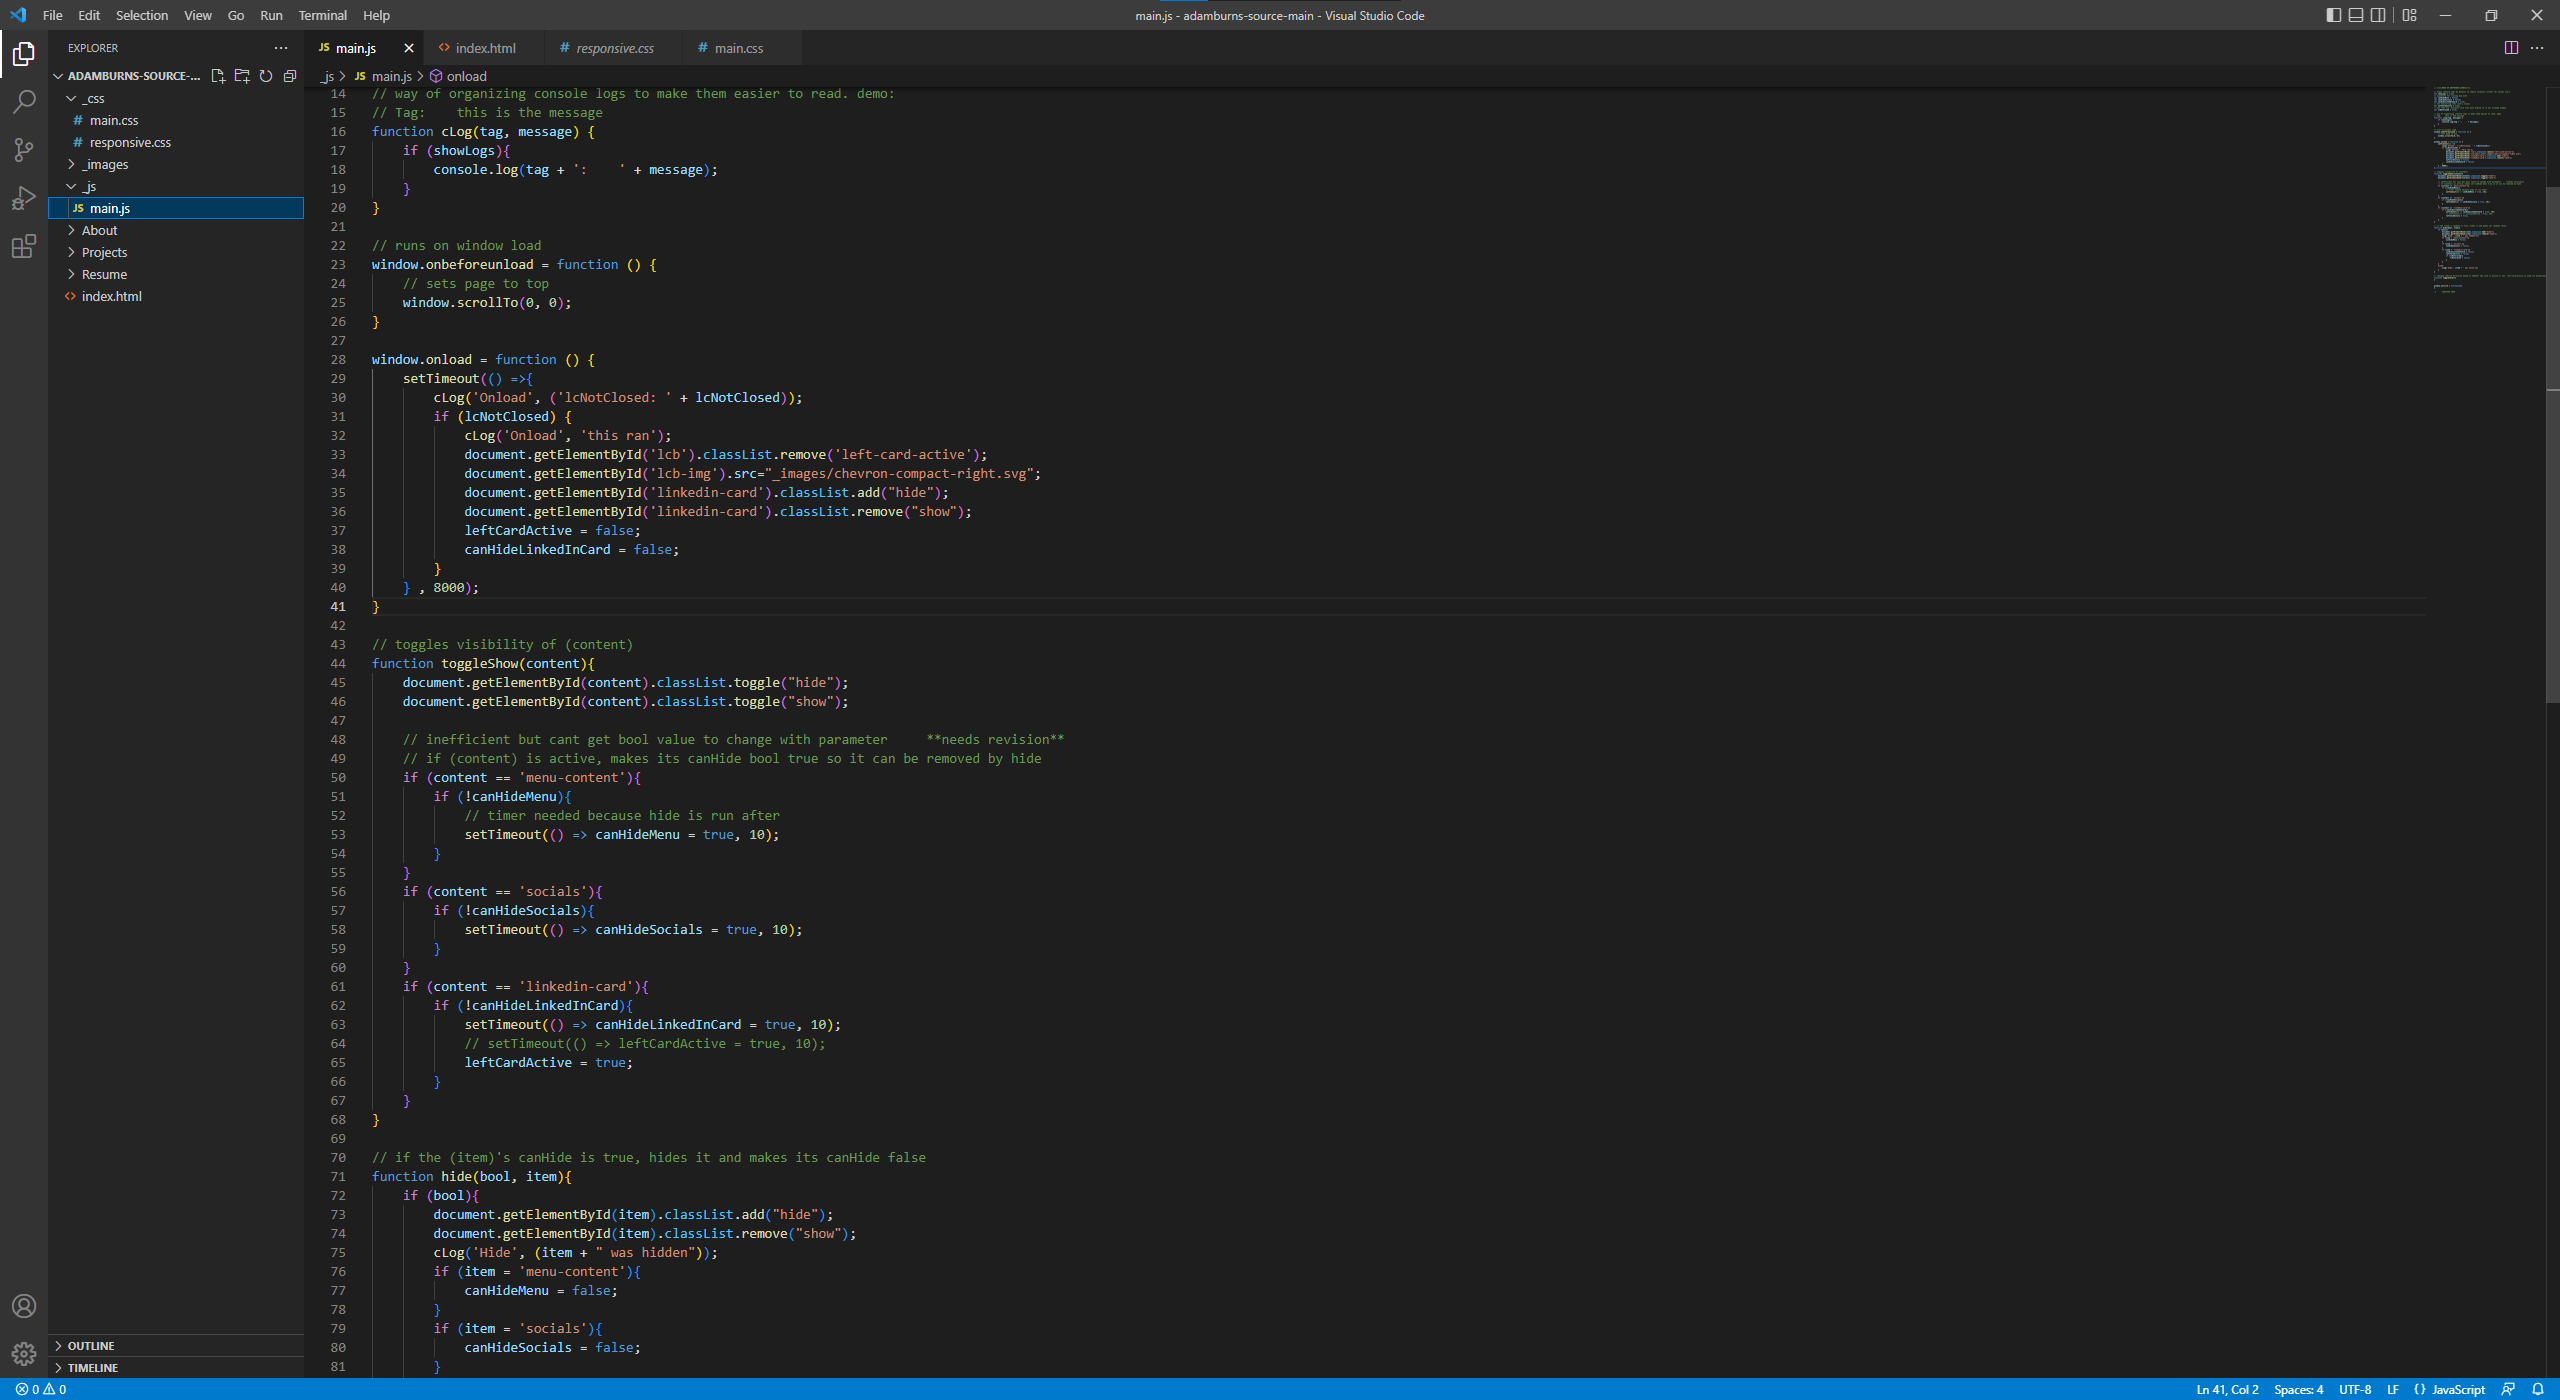 File Edit Selection View Go Run Terminal Help
main.js - adamburns-source-main - Visual Studio Code
EXPLORER
ADAMBURNS-SOURCE-...
_css
main.css
responsive.css
_images
_js
JS main.js
About
Projects
Resume
index.html
OUTLINE
TIMELINE
JS main.js index.html # responsive.css # main.css
_js > JS main.js > onload
14 // way of organizing console logs to make them easier to read. demo:
15 // Tag:    this is the message
16 function cLog(tag, message) {
17     if (showLogs){
18         console.log(tag + ':    ' + message);
19     }
20 }
21
22 // runs on window load
23 window.onbeforeunload = function () {
24     // sets page to top
25     window.scrollTo(0, 0);
26 }
27
28 window.onload = function () {
29     setTimeout(() =>{
30         cLog('Onload', ('lcNotClosed: ' + lcNotClosed));
31         if (lcNotClosed) {
32             cLog('Onload', 'this ran');
33             document.getElementById('lcb').classList.remove('left-card-active');
34             document.getElementById('lcb-img').src="_images/chevron-compact-right.svg";
35             document.getElementById('linkedin-card').classList.add("hide");
36             document.getElementById('linkedin-card').classList.remove("show");
37             leftCardActive = false;
38             canHideLinkedInCard = false;
39         }
40     } , 8000);
41 }
42
43 // toggles visibility of (content)
44 function toggleShow(content){
45     document.getElementById(content).classList.toggle("hide");
46     document.getElementById(content).classList.toggle("show");
47
48     // inefficient but cant get bool value to change with parameter     **needs revision**
49     // if (content) is active, makes its canHide bool true so it can be removed by hide
50     if (content == 'menu-content'){
51         if (!canHideMenu){
52             // timer needed because hide is run after
53             setTimeout(() => canHideMenu = true, 10);
54         }
55     }
56     if (content == 'socials'){
57         if (!canHideSocials){
58             setTimeout(() => canHideSocials = true, 10);
59         }
60     }
61     if (content == 'linkedin-card'){
62         if (!canHideLinkedInCard){
63             setTimeout(() => canHideLinkedInCard = true, 10);
64             // setTimeout(() => leftCardActive = true, 10);
65             leftCardActive = true;
66         }
67     }
68 }
69
70 // if the (item)'s canHide is true, hides it and makes its canHide false
71 function hide(bool, item){
72     if (bool){
73         document.getElementById(item).classList.add("hide");
74         document.getElementById(item).classList.remove("show");
75         cLog('Hide', (item + " was hidden"));
76         if (item = 'menu-content'){
77             canHideMenu = false;
78         }
79         if (item = 'socials'){
80             canHideSocials = false;
81         }
0 0
Ln 41, Col 2 Spaces: 4 UTF-8 LF {} JavaScript